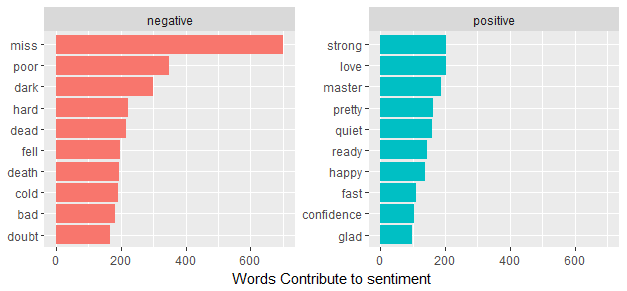 negative
miss
poor
dark
hard
dead
fell
death
cold
bad
doubt
0 200 400 600
positive
strong
love
master
pretty
quiet
ready
happy
fast
confidence
glad
0 200 400 600
Words Contribute to sentiment